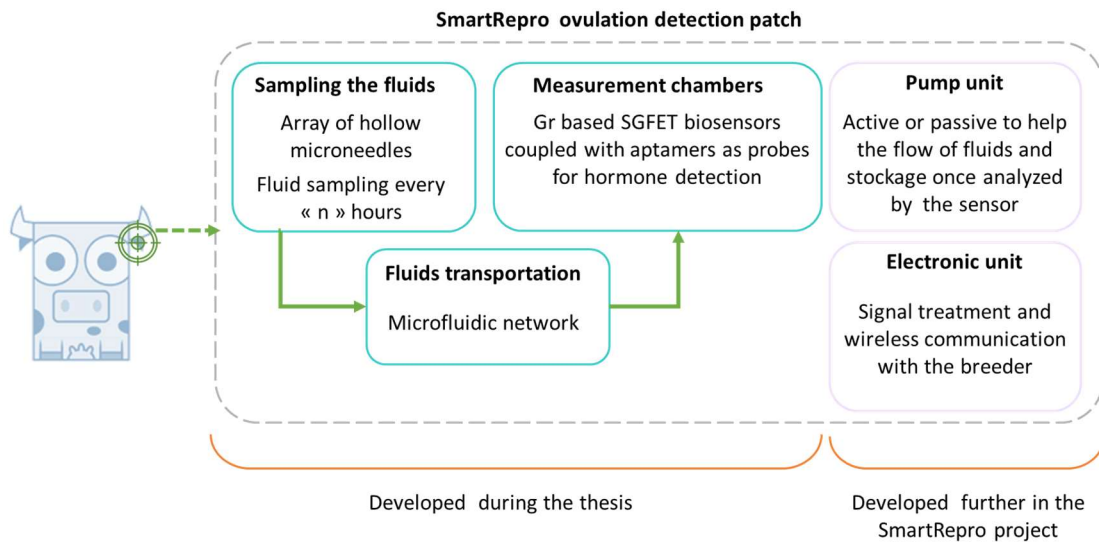 SmartRepro ovulation detection patch
Sampling the fluids
Array of hollow
microneedles
Fluid sampling every
« n » hours
Measurement chambers
Gr based SGFET biosensors
coupled with aptamers as probes
for hormone detection
Pump unit
Active or passive to help
the flow of fluids and
stockage once analyzed
by the sensor
Fluids transportation
Microfluidic network
Electronic unit
Signal treatment and
wireless communication
with the breeder
Developed during the thesis
Developed further in the
SmartRepro project